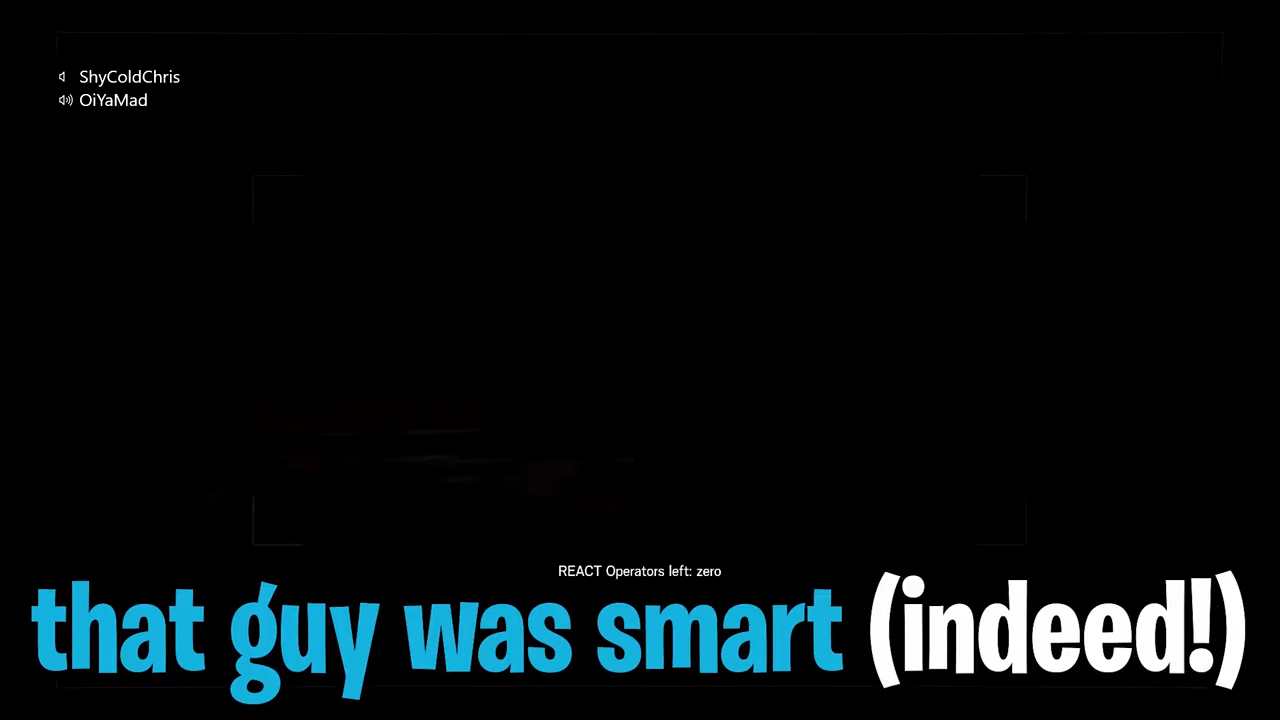 ShyColdChris
OiYaMad
REACT Operators left: zero
that guy was smart (indeed!)